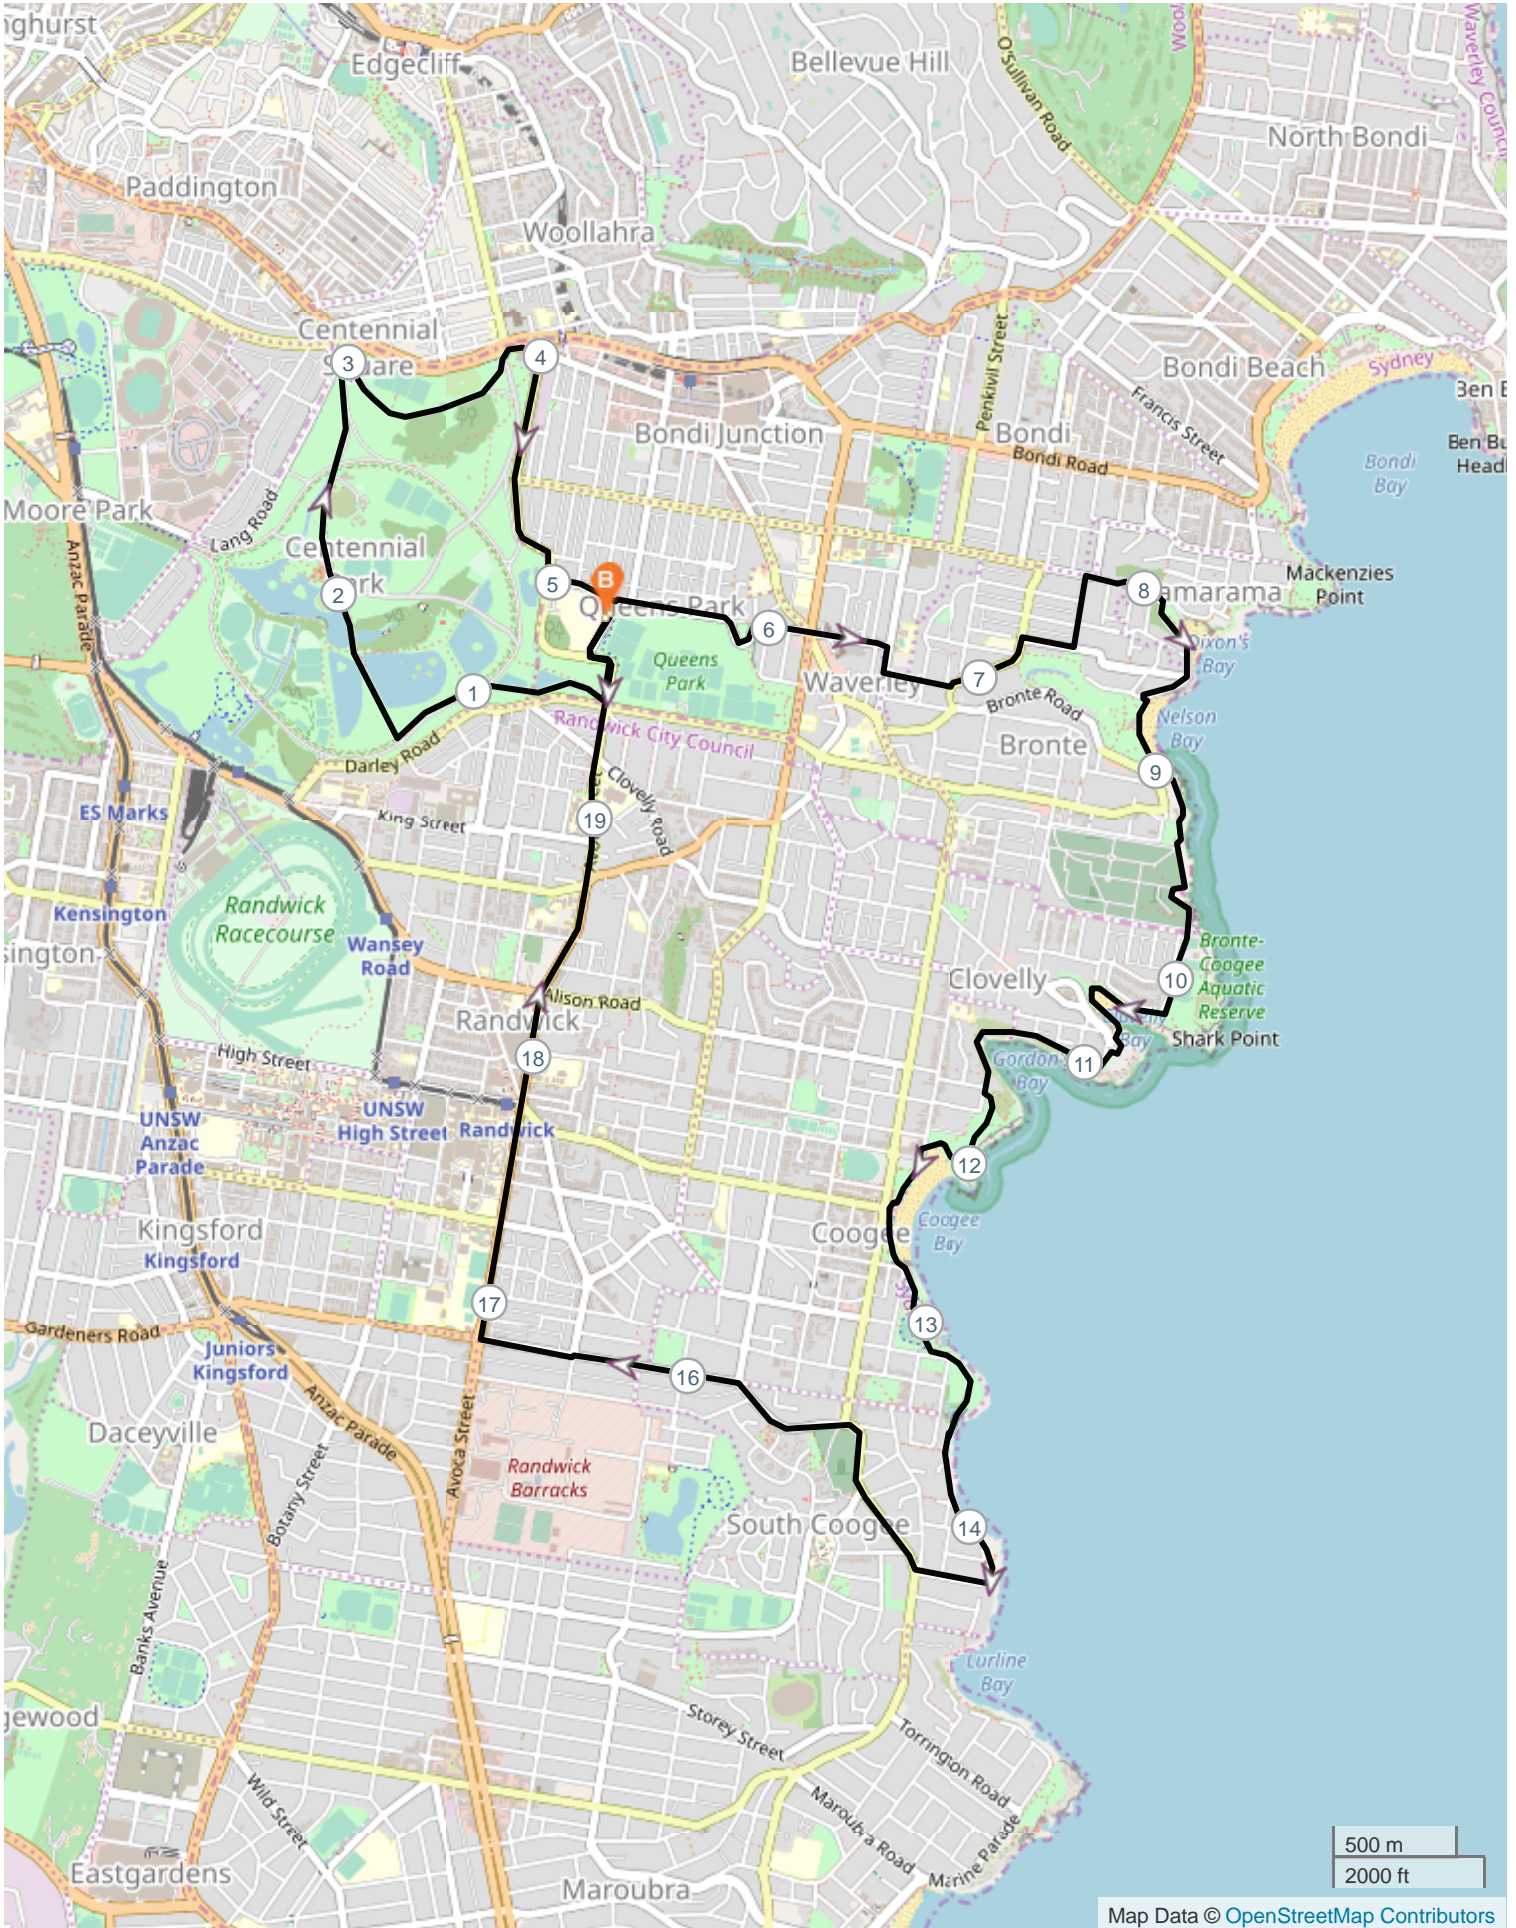 nghurst
Edgecliff
Bellevue Hill
O'Sullivan Road
Waverley Council
North Bondi
Paddington
Woollahra
Centennial
Square
3
4
Penkivil Street
Bondi Beach
Sydney
Francis Street
Bondi Junction
Bondi
Bondi Road
Bondi
Bay
Moore Park
Lang Road
Centennial
Park
2
Anzac Parade
5
B
Queens Park
6
Queens
Park
8
Tamarama
Mackenzies
Point
Dixon's
Bay
Waverley
7
Bronte Road
Nelson
Bay
1
Randwick City Council
Bronte
Darley Road
9
Clovelly Road
ES Marks
King Street
19
Randwick
Racecourse
Kensington
Wansey
Road
Bronte-
Coogee
Aquatic
Reserve
Clovelly
10
Alison Road
Randwick
Shark Point
High Street
18
Gordon's
Bay
11
UNSW
Anzac
Parade
UNSW
High Street
Randwick
12
Kingsford
Kingsford
Coogee
Coogee
Bay
17
13
Gardeners Road
Juniors
Kingsford
16
Anzac Parade
Daceyville
Avoca Street
Botany Street
Randwick
Barracks
South Coogee
14
Banks Avenue
Lurline
Bay
Storey Street
Torrington Road
Wild Street
Maroubra Road
Marine Parade
Eastgardens
Maroubra
500 m
2000 ft
Map Data © OpenStreetMap Contributors